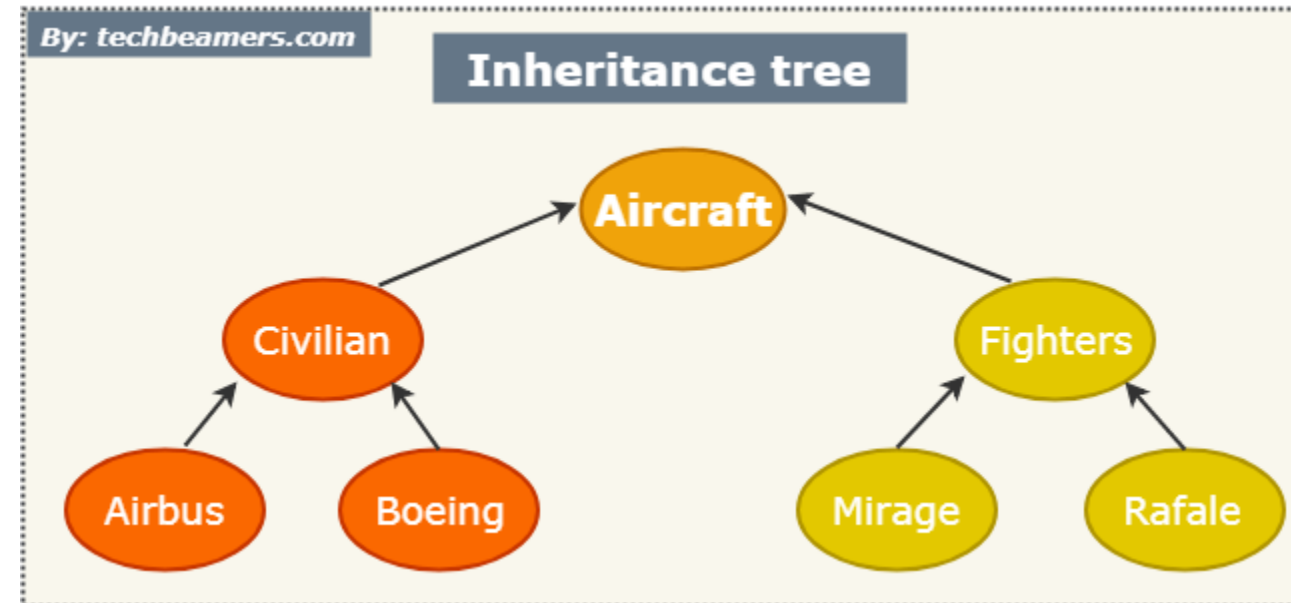 By: techbeamers.com
Inheritance tree
Aircraft
Civilian
Fighters
Airbus
Boeing
Mirage
Rafale